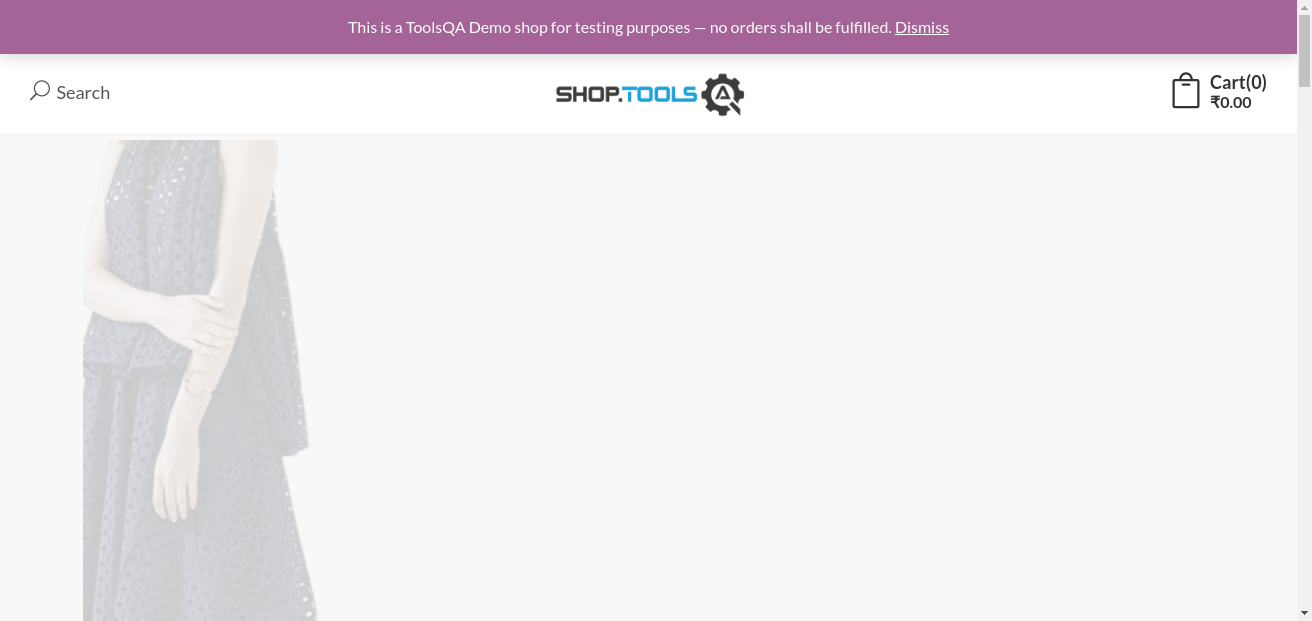 This is a ToolsQA Demo shop for testing purposes — no orders shall be fulfilled. Dismiss
Search
SHOP.TOOLS QA
Cart(0)
₹0.00